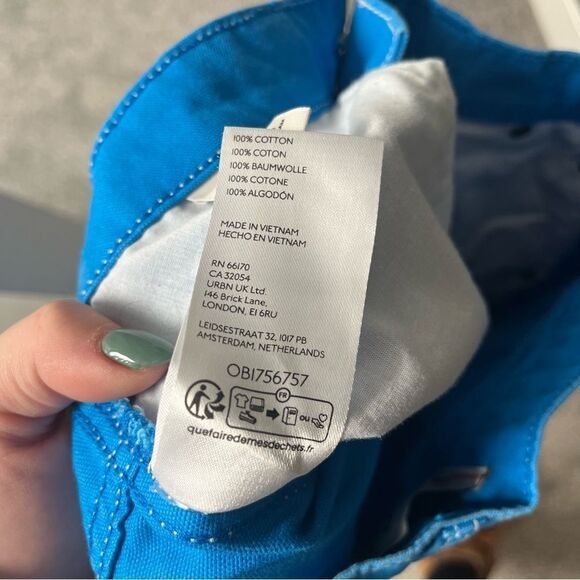 100% COTTON
100% COTON
100% BAUMWOLLE
100% COTONE
100% ALGODÓN
MADE IN VIETNAM
HECHO EN VIETNAM
RN 66170
CA 32054
URBN UK Ltd.
146 Brick Lane,
LONDON, E1 6RU
LEIDSESTRAAT 32, 1017 PB
AMSTERDAM, NETHERLANDS
OB1756757
FR
OU
quefairedemesdechets.fr